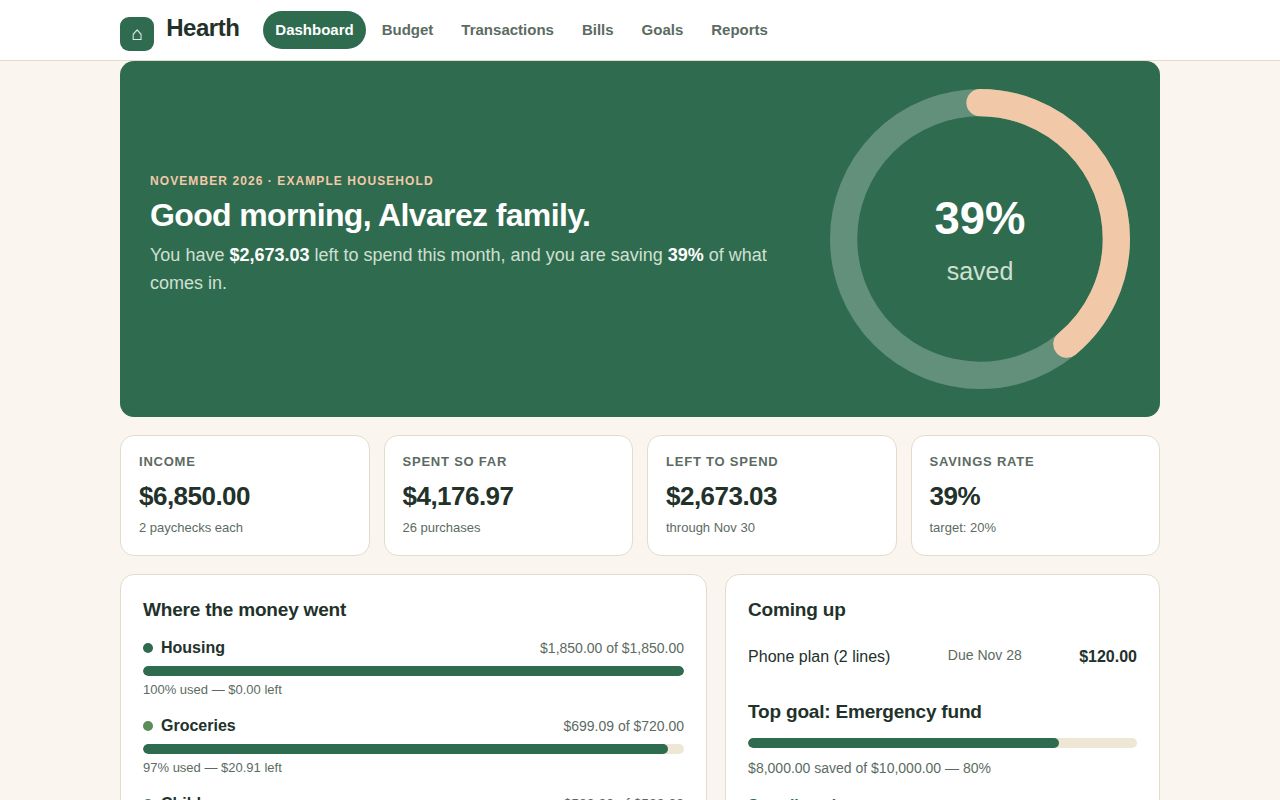 Hearth
Dashboard
Budget
Transactions
Bills
Goals
Reports
NOVEMBER 2026 · EXAMPLE HOUSEHOLD
Good morning, Alvarez family.
You have $2,673.03 left to spend this month, and you are saving 39% of what
comes in.
39%
saved
INCOME
$6,850.00
2 paychecks each
SPENT SO FAR
$4,176.97
26 purchases
LEFT TO SPEND
$2,673.03
through Nov 30
SAVINGS RATE
39%
target: 20%
Where the money went
Housing
$1,850.00 of $1,850.00
100% used — $0.00 left
Groceries
$699.09 of $720.00
97% used — $20.91 left
Coming up
Phone plan (2 lines)
Due Nov 28
$120.00
Top goal: Emergency fund
$8,000.00 saved of $10,000.00 — 80%